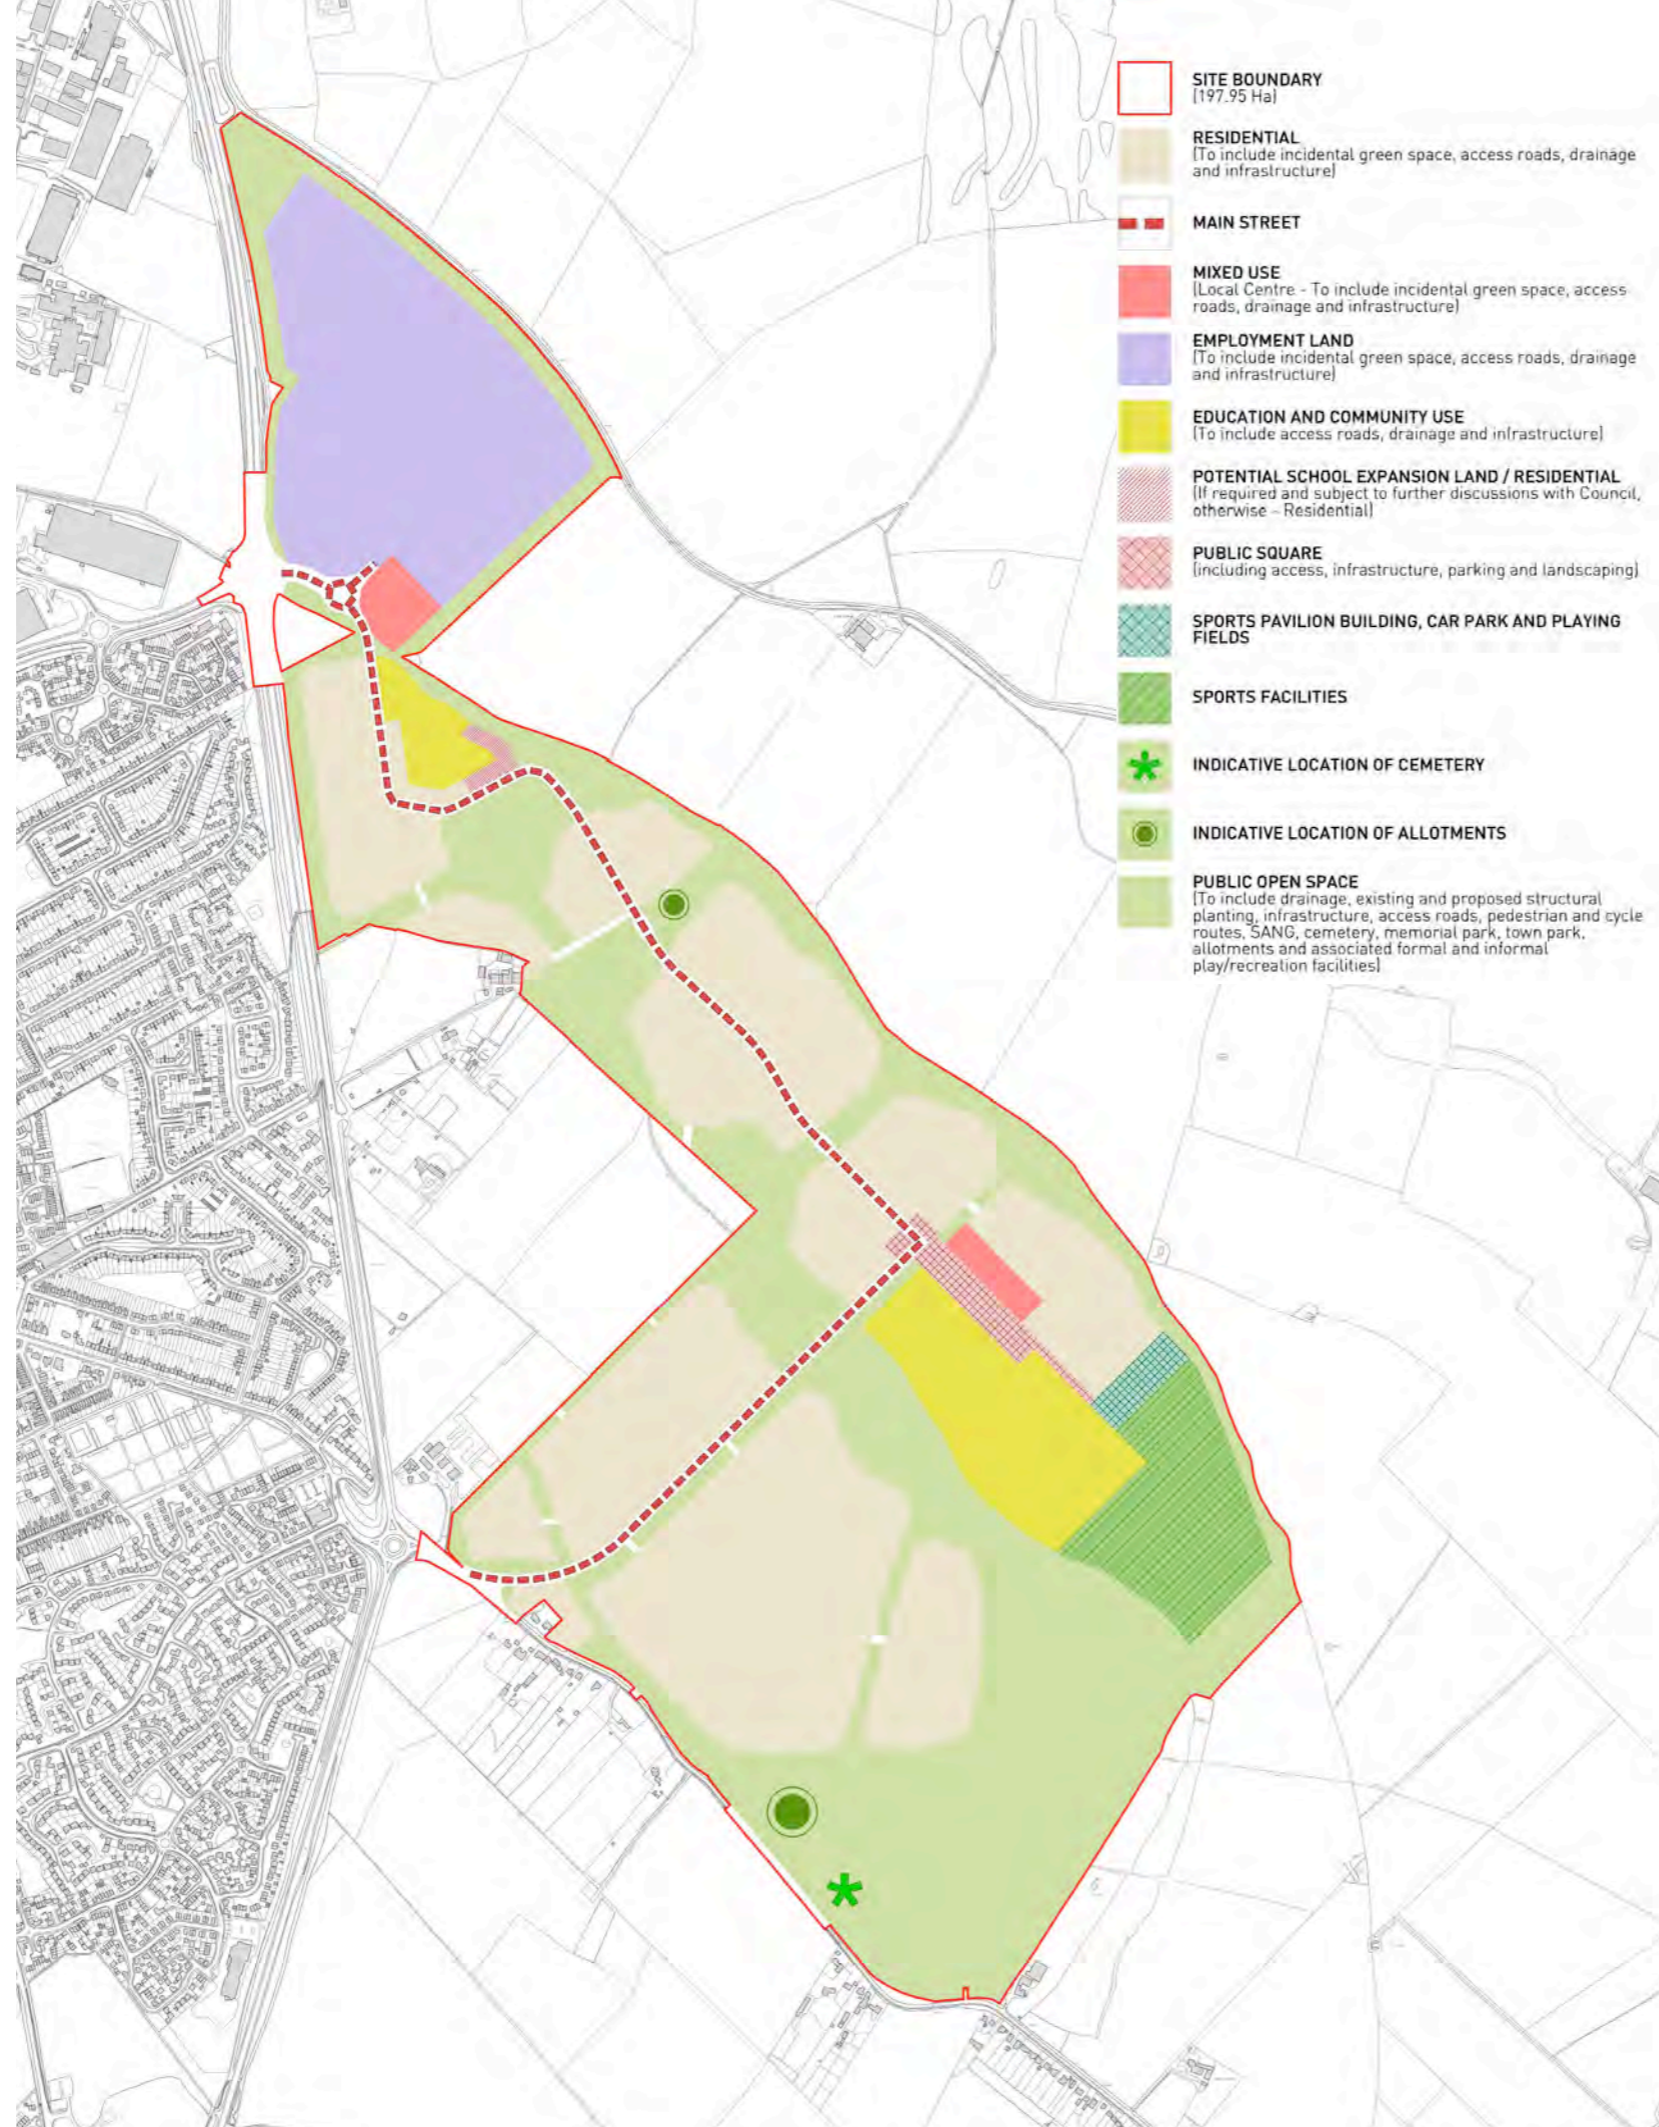 SITE BOUNDARY
[197.95 Ha]
RESIDENTIAL
[To include incidental green space, access roads, drainage
and infrastructure]
MAIN STREET
MIXED USE
[Local Centre - To include incidental green space, access
roads, drainage and infrastructure]
EMPLOYMENT LAND
[To include incidental green space, access roads, drainage
and infrastructure]
EDUCATION AND COMMUNITY USE
[To include access roads, drainage and infrastructure]
POTENTIAL SCHOOL EXPANSION LAND / RESIDENTIAL
[If required and subject to further discussions with Council,
otherwise - Residential]
PUBLIC SQUARE
[including access, infrastructure, parking and landscaping]
SPORTS PAVILION BUILDING, CAR PARK AND PLAYING
FIELDS
SPORTS FACILITIES
INDICATIVE LOCATION OF CEMETERY
INDICATIVE LOCATION OF ALLOTMENTS
PUBLIC OPEN SPACE
[To include drainage, existing and proposed structural
planting, infrastructure, access roads, pedestrian and cycle
routes, SANG, cemetery, memorial park, town park,
allotments and associated formal and informal
play/recreation facilities]